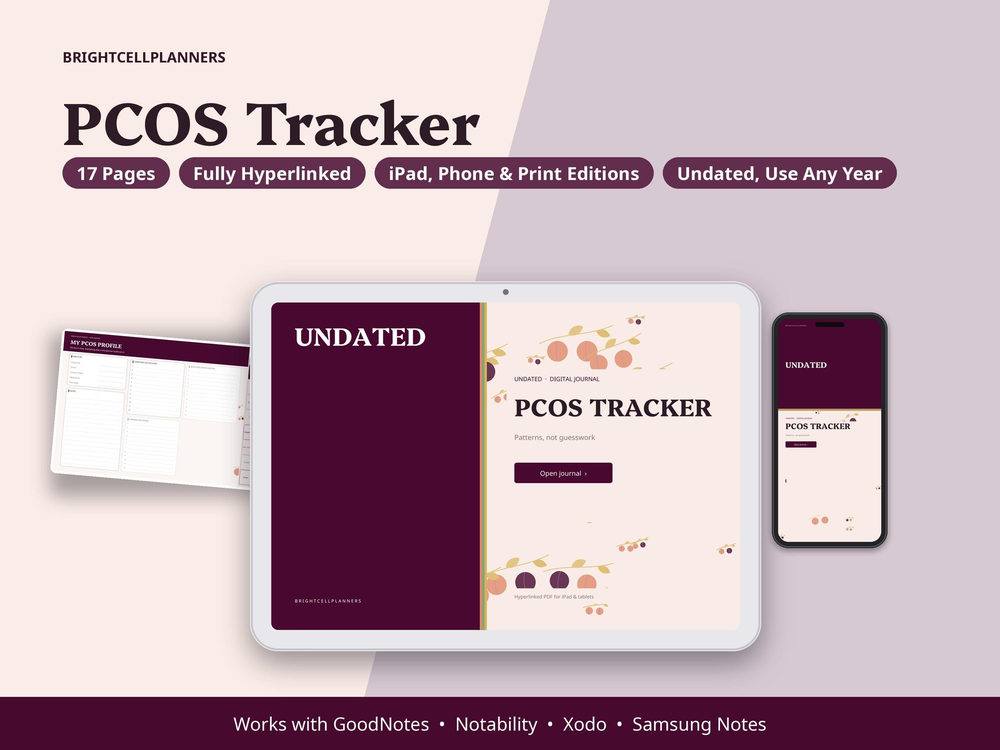 BRIGHTCELLPLANNERS
PCOS Tracker
17 Pages
Fully Hyperlinked
iPad, Phone & Print Editions
Undated, Use Any Year
MY PCOS PROFILE
UNDATED
UNDATED · DIGITAL JOURNAL
PCOS TRACKER
Patterns, not guesswork
Open journal ›
BRIGHTCELLPLANNERS
Hyperlinked PDF for iPad & tablets
UNDATED
PCOS TRACKER
Works with GoodNotes • Notability • Xodo • Samsung Notes